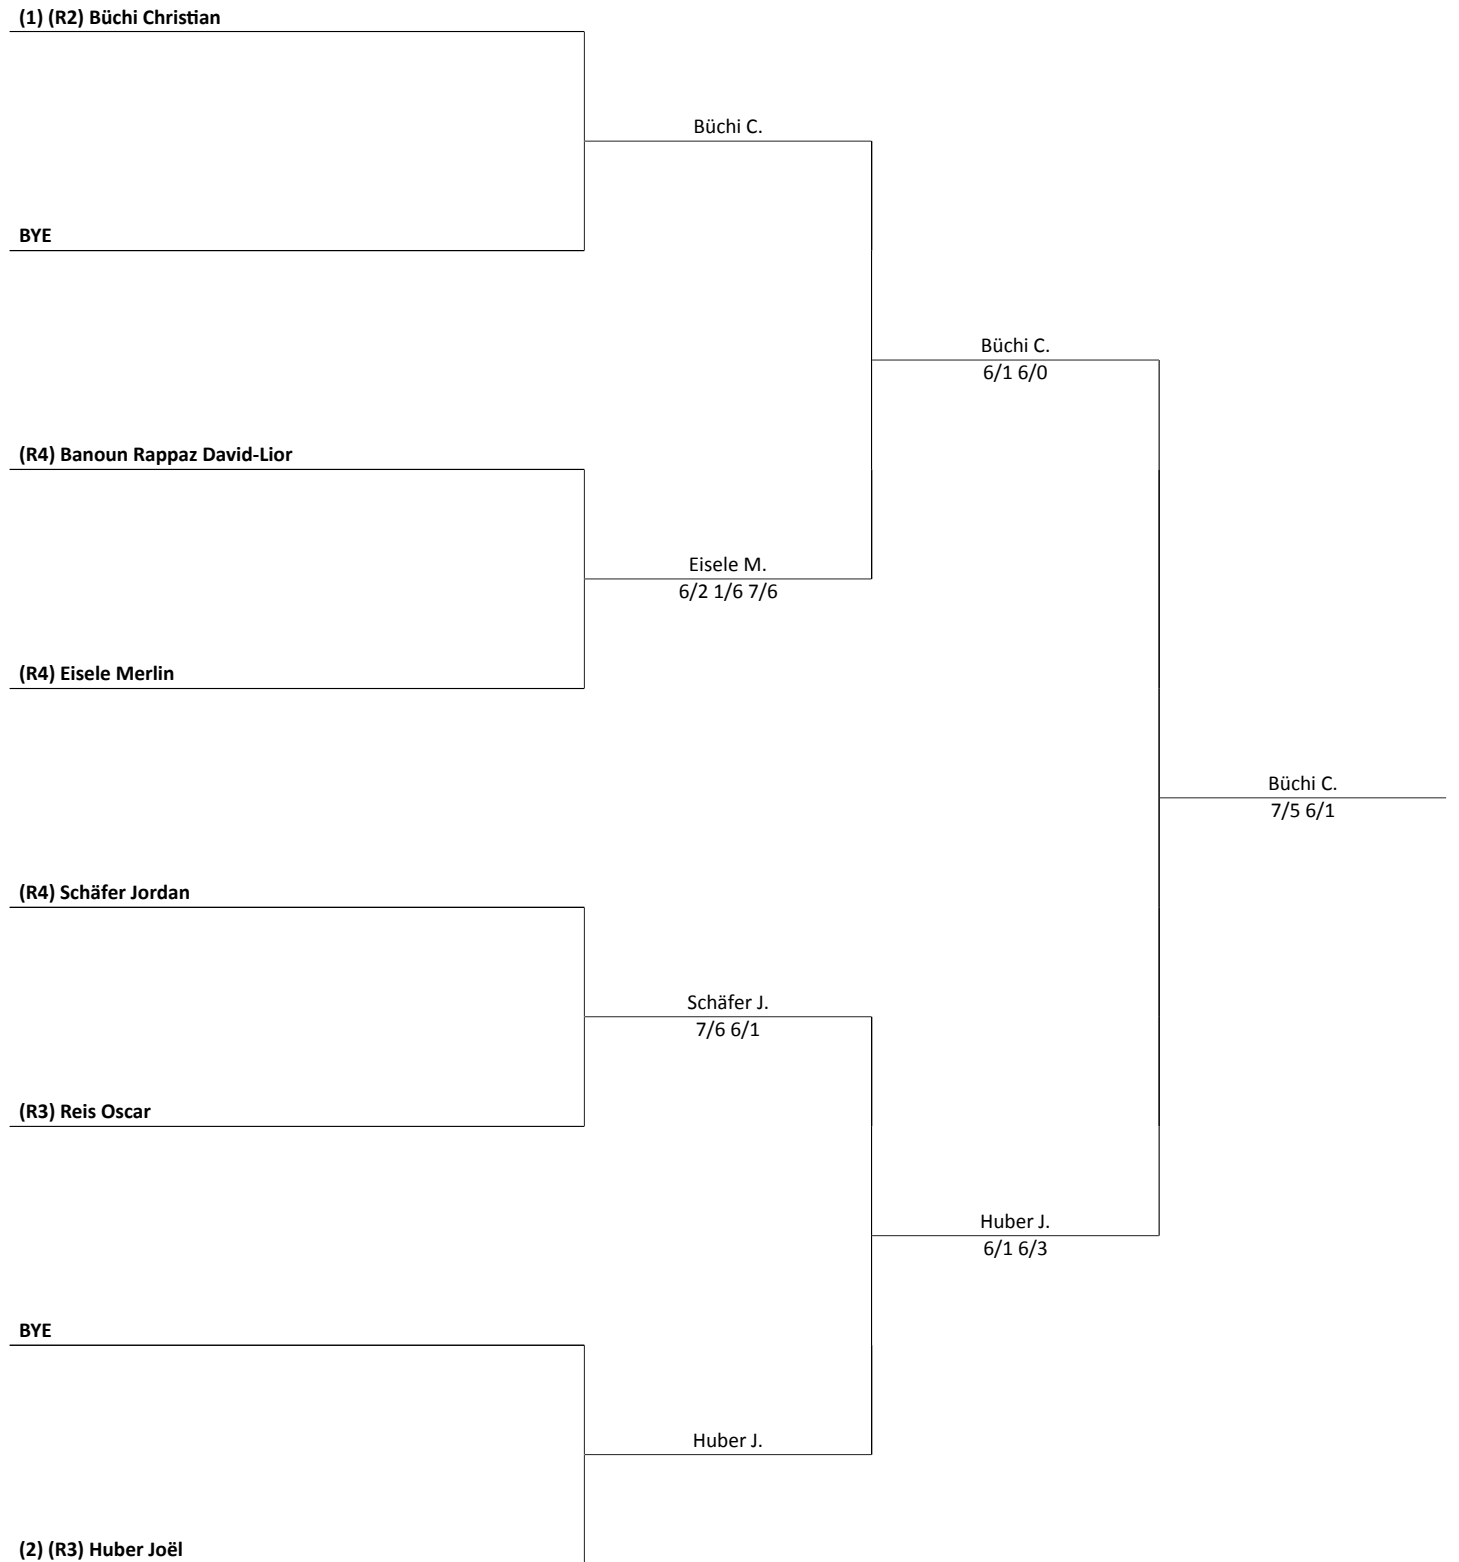 (1) (R2) Büchi Christian
Büchi C.
BYE
Büchi C.
6/1 6/0
(R4) Banoun Rappaz David-Lior
Eisele M.
6/2 1/6 7/6
(R4) Eisele Merlin
Büchi C.
7/5 6/1
(R4) Schäfer Jordan
Schäfer J.
7/6 6/1
(R3) Reis Oscar
Huber J.
6/1 6/3
BYE
Huber J.
(2) (R3) Huber Joël